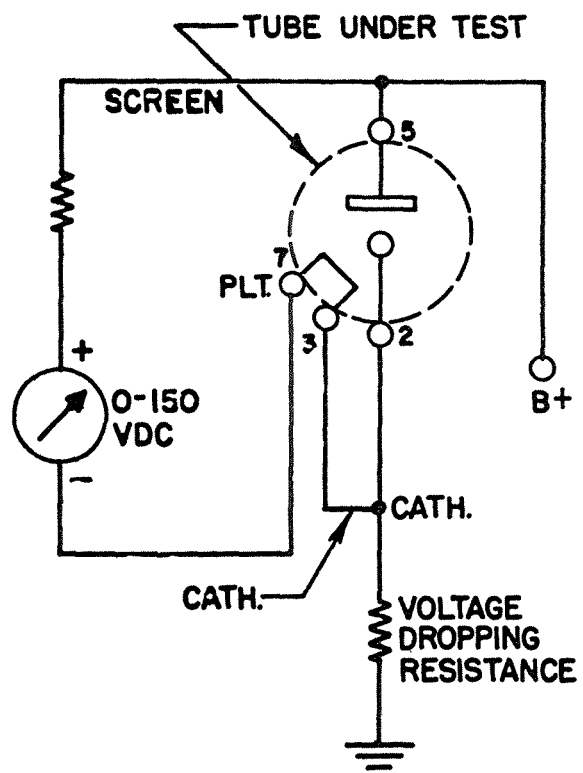 TUBE UNDER TEST
SCREEN
5
7
PLT.
3
2
+
0-150
VDC
-
B+
CATH.
CATH.
VOLTAGE
DROPPING
RESISTANCE